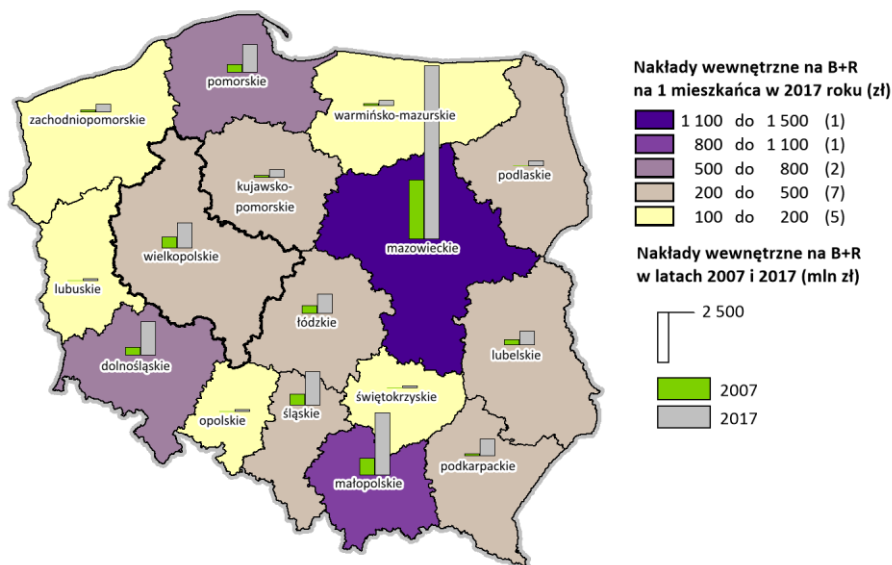 pomorskie
zachodniopomorskie
warmińsko-mazurskie
podlaskie
kujawsko-
pomorskie
mazowieckie
wielkopolskie
lubuskie
łódzkie
lubelskie
dolnośląskie
opolskie
śląskie
świętokrzyskie
małopolskie
podkarpackie
Nakłady wewnętrzne na B+R
na 1 mieszkańca w 2017 roku (zł)
1 100 do 1 500 (1)
800 do 1 100 (1)
500 do 800 (2)
200 do 500 (7)
100 do 200 (5)
Nakłady wewnętrzne na B+R
w latach 2007 i 2017 (mln zł)
2 500
2007
2017